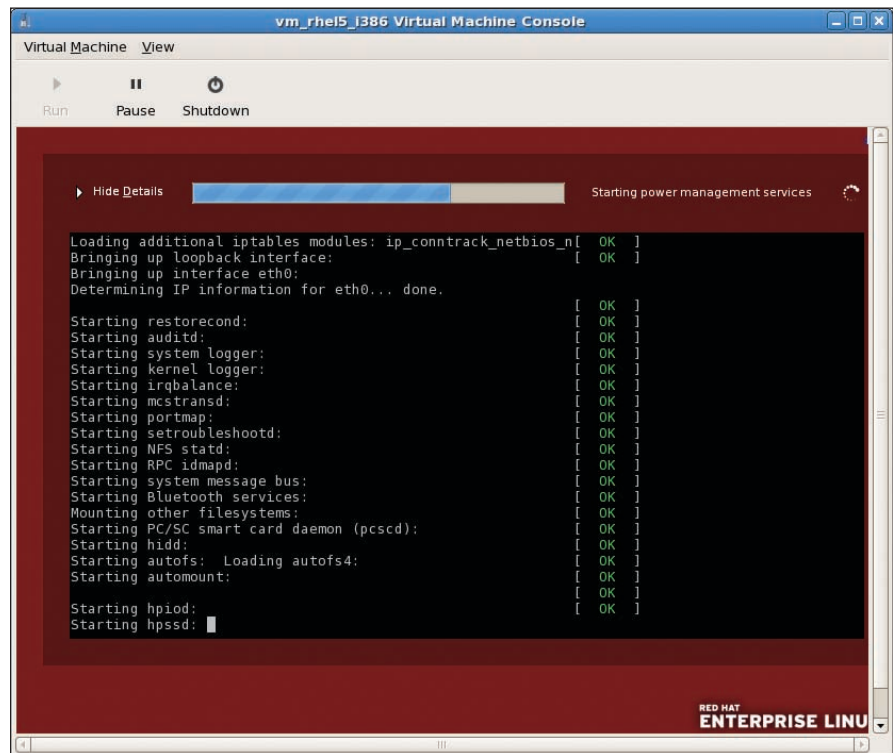 vm_rhel5_i386 Virtual Machine Console
Virtual Machine View
Run Pause Shutdown
Hide Details Starting power management services
Loading additional iptables modules: ip_conntrack_netbios_n[ OK ]
Bringing up loopback interface: [ OK ]
Bringing up interface eth0:
Determining IP information for eth0... done.
[ OK ]
Starting restorecond: [ OK ]
Starting auditd: [ OK ]
Starting system logger: [ OK ]
Starting kernel logger: [ OK ]
Starting irqbalance: [ OK ]
Starting mcstransd: [ OK ]
Starting portmap: [ OK ]
Starting setroubleshootd: [ OK ]
Starting NFS statd: [ OK ]
Starting RPC idmapd: [ OK ]
Starting system message bus: [ OK ]
Starting Bluetooth services: [ OK ]
Mounting other filesystems: [ OK ]
Starting PC/SC smart card daemon (pcscd): [ OK ]
Starting hidd: [ OK ]
Starting autofs: Loading autofs4: [ OK ]
Starting automount: [ OK ]
[ OK ]
Starting hpiod: [ OK ]
Starting hpssd:
RED HAT
ENTERPRISE LINU